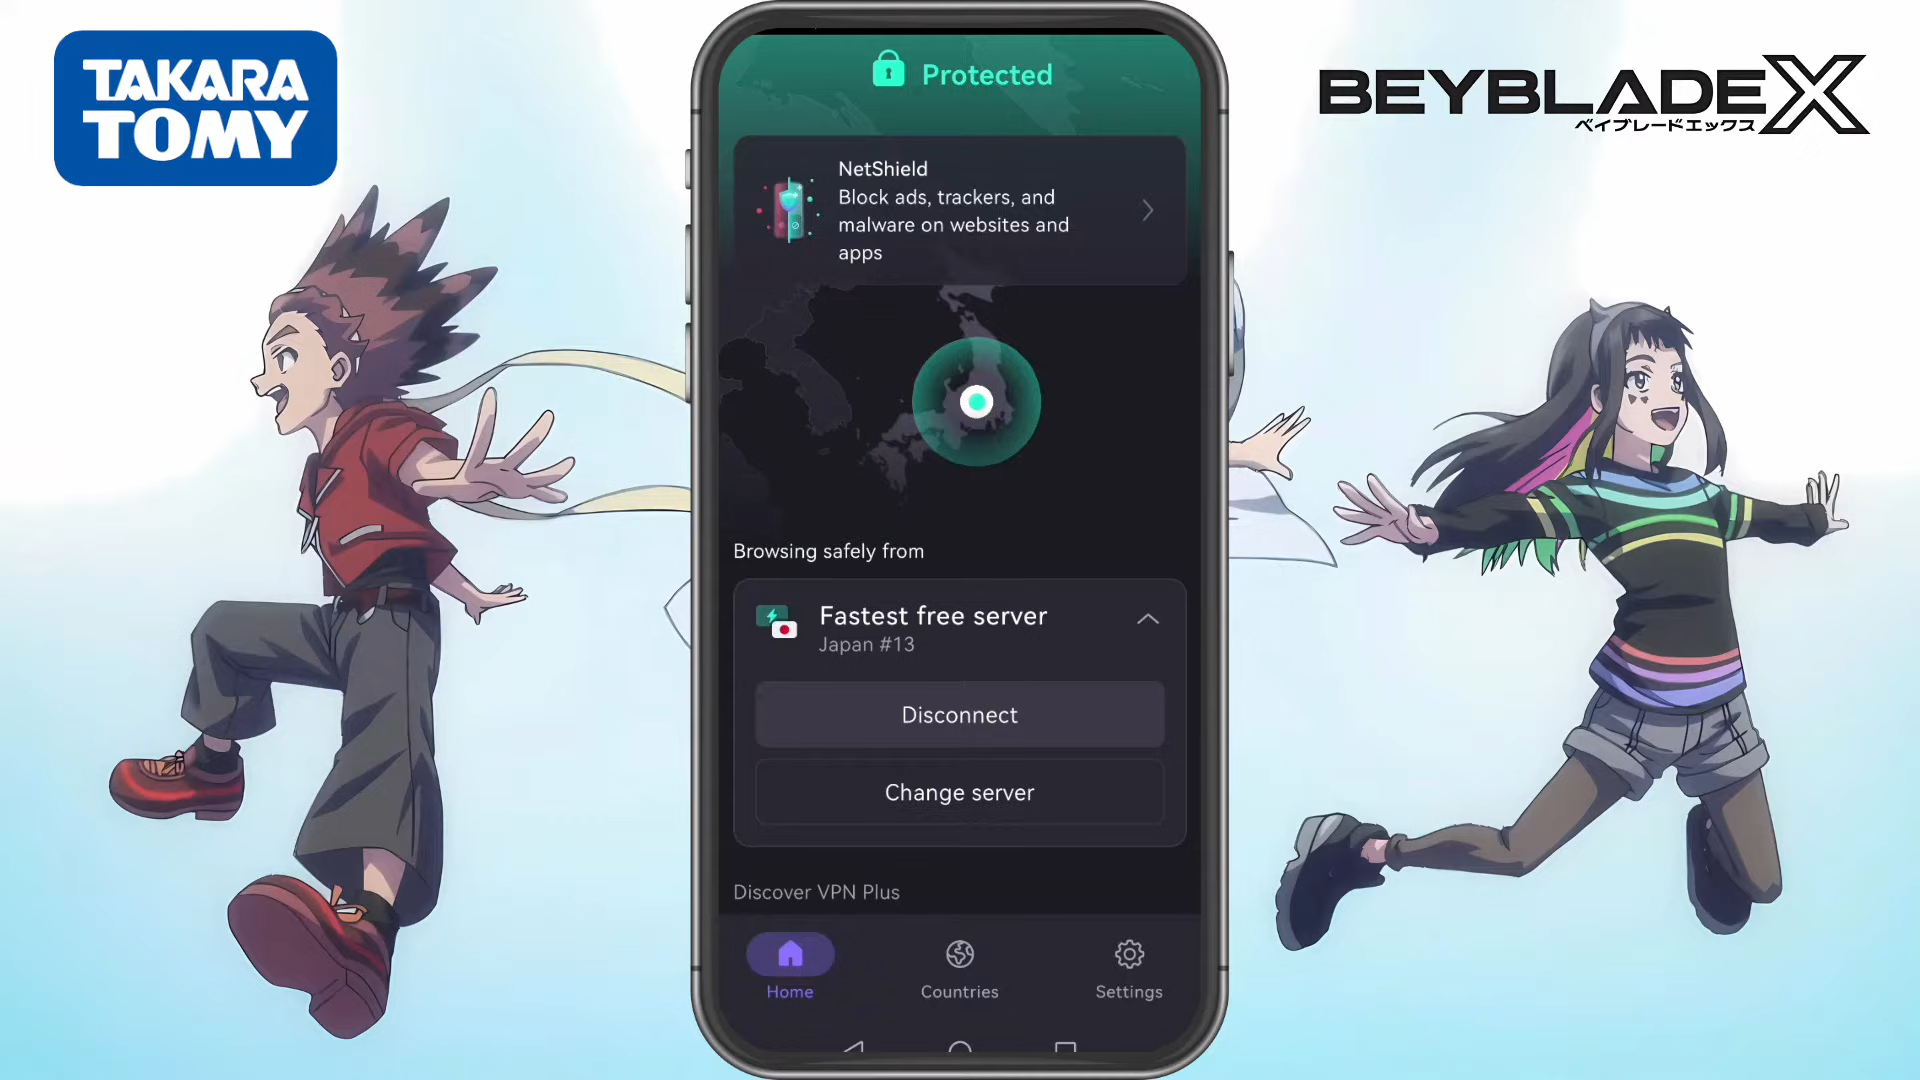 TAKARA
TOMY
BEYBLADE X
ベイブレードエックス
Protected
NetShield
Block ads, trackers, and
malware on websites and
apps
Browsing safely from
Fastest free server
Japan #13
Disconnect
Change server
Discover VPN Plus
Home
Countries
Settings